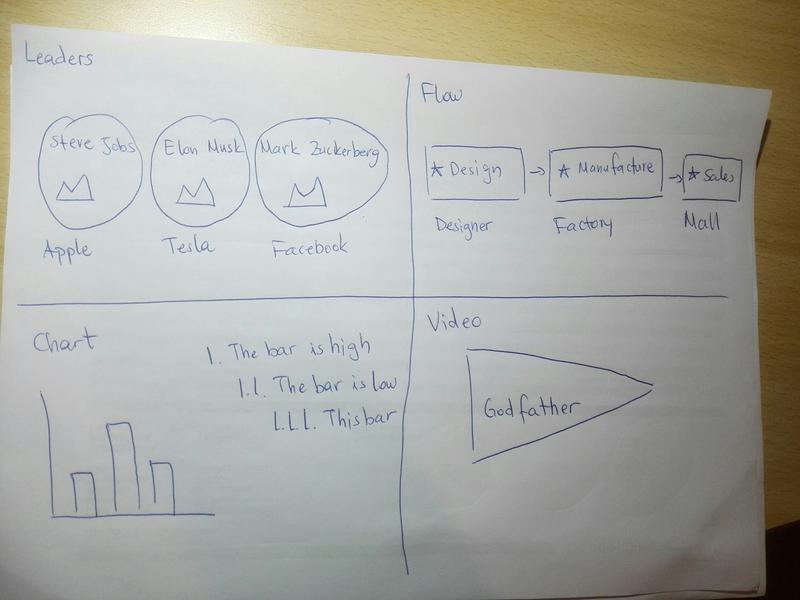 Leaders
Steve Jobs
Elon Musk
Mark Zuckerberg
Apple
Tesla
Facebook
Flow
* Design → * Manufacture → * Sales
Designer
Factory
Mall
Chart
1. The bar is high
1.1. The bar is low
1.1.1. This bar
Video
Godfather